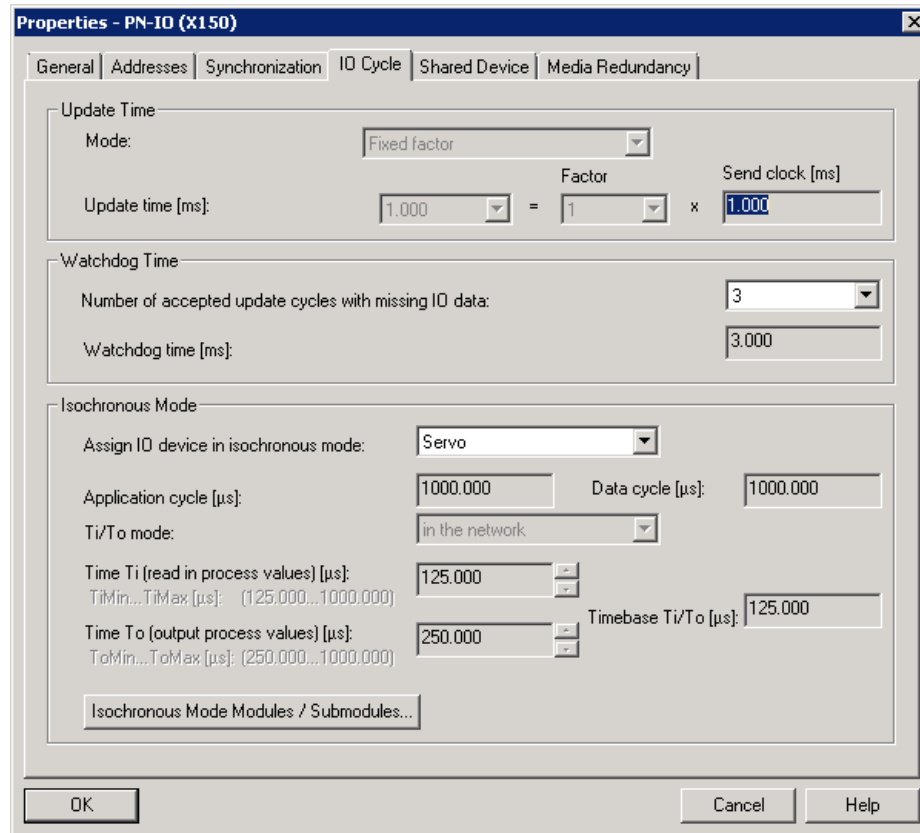 Properties - PN-IO (X150)
General Addresses Synchronization IO Cycle Shared Device Media Redundancy
Update Time
Mode: Fixed factor
Factor Send clock [ms]
Update time [ms]: 1.000 = 1 x 1.000
Watchdog Time
Number of accepted update cycles with missing IO data: 3
Watchdog time [ms]: 3.000
Isochronous Mode
Assign IO device in isochronous mode: Servo
Application cycle [µs]: 1000.000 Data cycle [µs]: 1000.000
Ti/To mode: in the network
Time Ti (read in process values) [µs]: 125.000
TiMin...TiMax [µs]: (125.000...1000.000)
Timebase Ti/To [µs]: 125.000
Time To (output process values) [µs]: 250.000
ToMin...ToMax [µs]: (250.000...1000.000)
Isochronous Mode Modules / Submodules...
OK Cancel Help